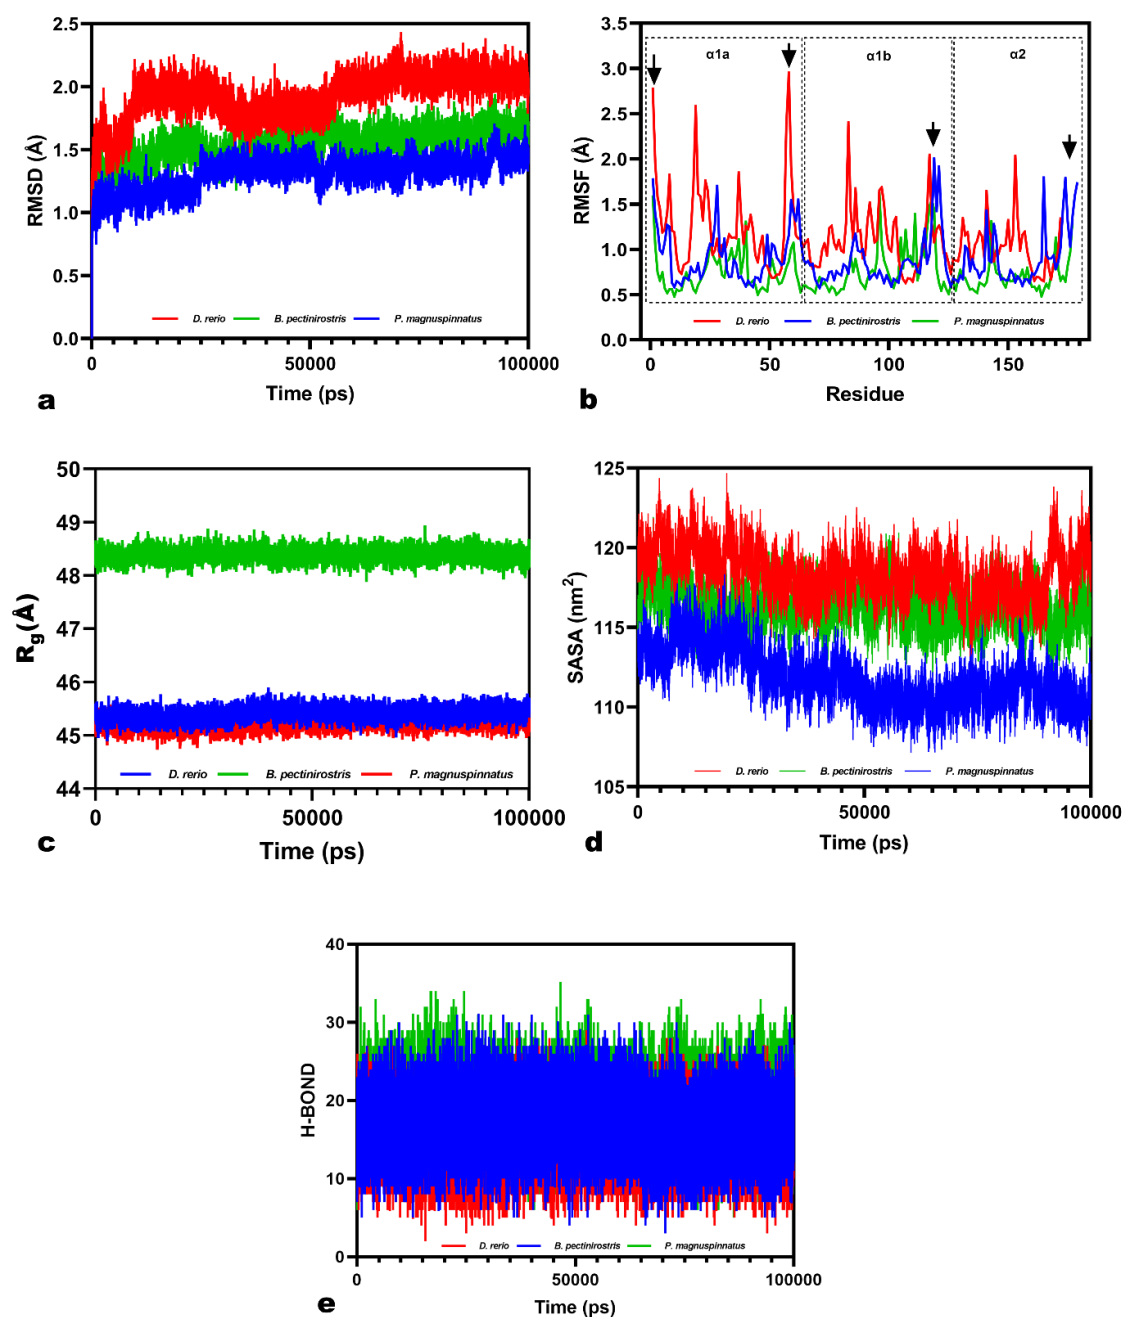 a
2.5
2.0
1.5
1.0
0.5
0.0
RMSD (Å)
D. rerio B. pectinirostris P. magnuspinnatus
0 50000 100000
Time (ps)
b
3.5
3.0
2.5
2.0
1.5
1.0
0.5
0.0
RMSF (Å)
α1a α1b α2
D. rerio B. pectinirostris P. magnuspinnatus
0 50 100 150
Residue
c
50
49
48
47
46
45
44
Rg(Å)
D. rerio B. pectinirostris P. magnuspinnatus
0 50000 100000
Time (ps)
d
125
120
115
110
105
SASA (nm²)
D. rerio B. pectinirostris P. magnuspinnatus
0 50000 100000
Time (ps)
e
40
30
20
10
0
H-BOND
D. rerio B. pectinirostris P. magnuspinnatus
0 50000 100000
Time (ps)